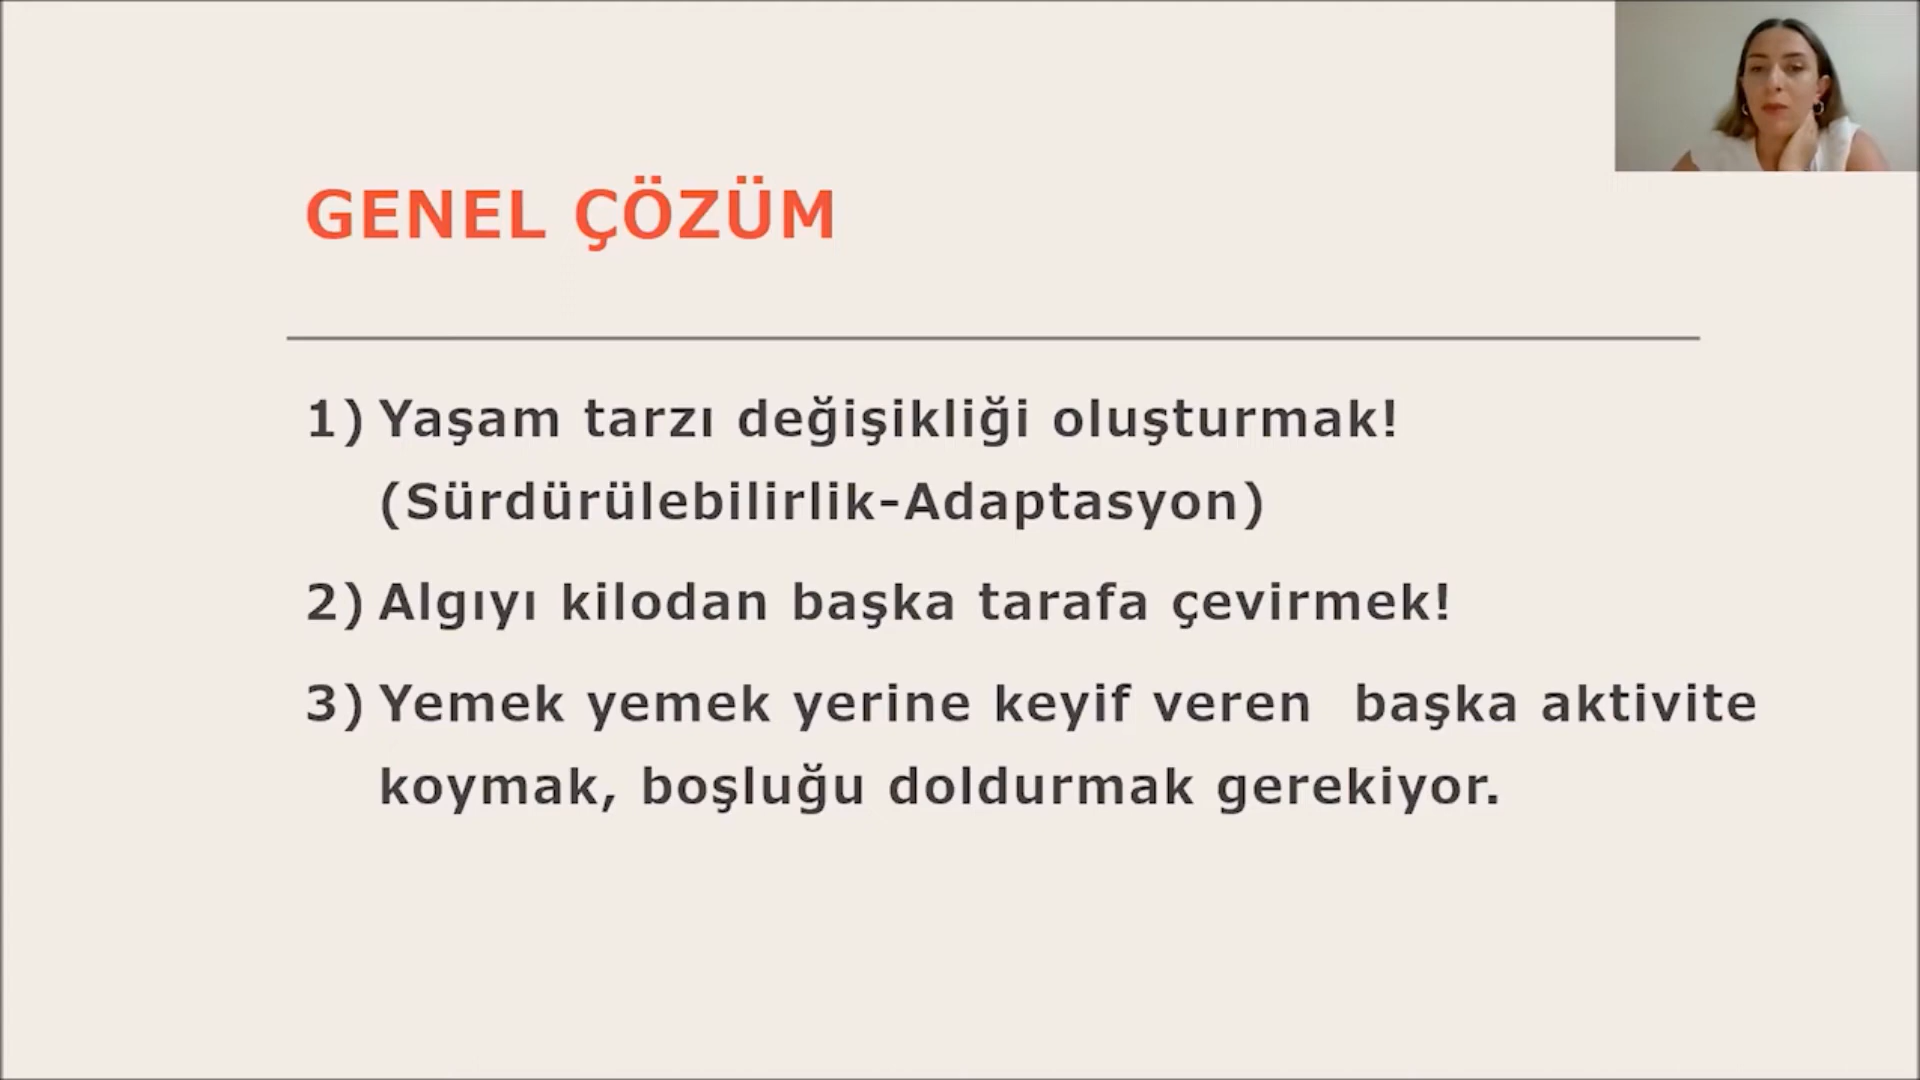 GENEL ÇÖZÜM
1) Yaşam tarzı değişikliği oluşturmak!
(Sürdürülebilirlik-Adaptasyon)
2) Algıyı kilodan başka tarafa çevirmek!
3) Yemek yemek yerine keyif veren başka aktivite
koymak, boşluğu doldurmak gerekiyor.